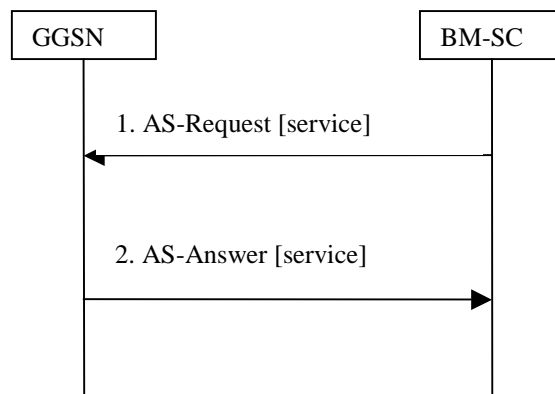 GGSN
BM-SC
1. AS-Request [service]
2. AS-Answer [service]